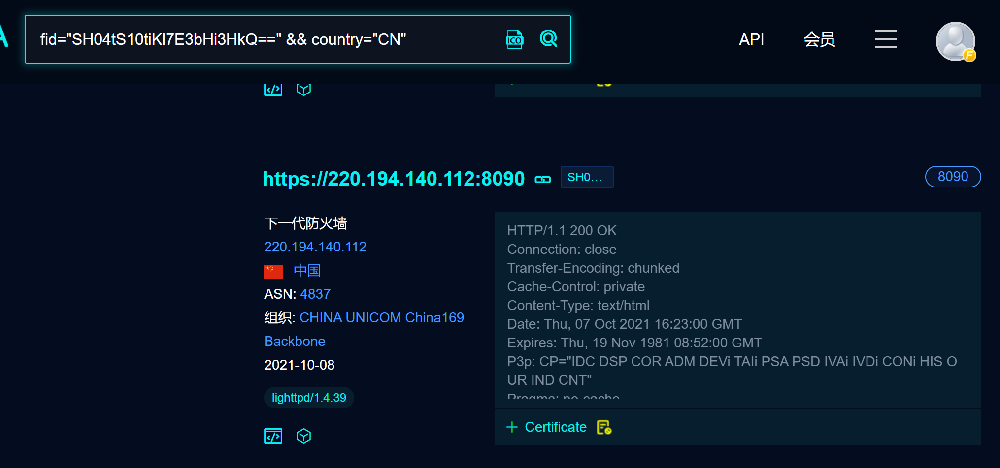 fid="SH04tS10tiKl7E3bHi3HkQ==" && country="CN"
ICO
API
会员
F
https://220.194.140.112:8090
SH0...
8090
下一代防火墙
220.194.140.112
中国
ASN: 4837
组织: CHINA UNICOM China169
Backbone
2021-10-08
lighttpd/1.4.39
HTTP/1.1 200 OK
Connection: close
Transfer-Encoding: chunked
Cache-Control: private
Content-Type: text/html
Date: Thu, 07 Oct 2021 16:23:00 GMT
Expires: Thu, 19 Nov 1981 08:52:00 GMT
P3p: CP="IDC DSP COR ADM DEVi TAIi PSA PSD IVAi IVDi CONi HIS O
UR IND CNT"
Pragma: no-cache
+ Certificate